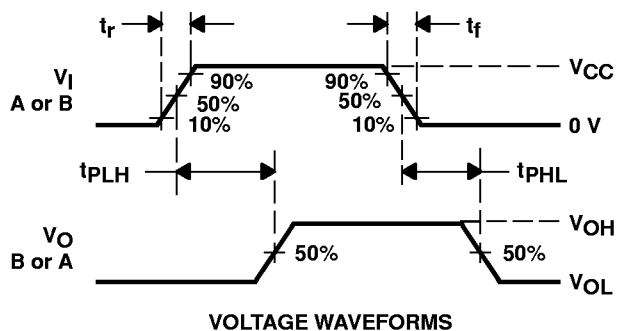 tr
tf
VI
A or B
90%
50%
10%
90%
50%
10%
VCC
0 V
tPLH
tPHL
VO
B or A
50%
50%
VOH
VOL
VOLTAGE WAVEFORMS